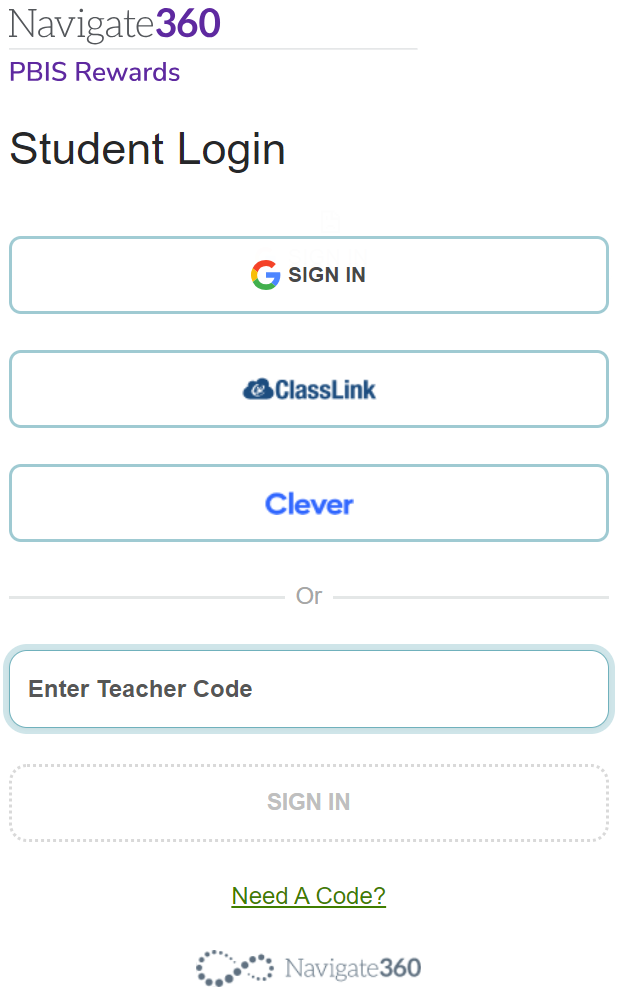 Navigate360
PBIS Rewards
Student Login
SIGN IN
ClassLink
Clever
Or
Enter Teacher Code
SIGN IN
Need A Code?
Navigate360